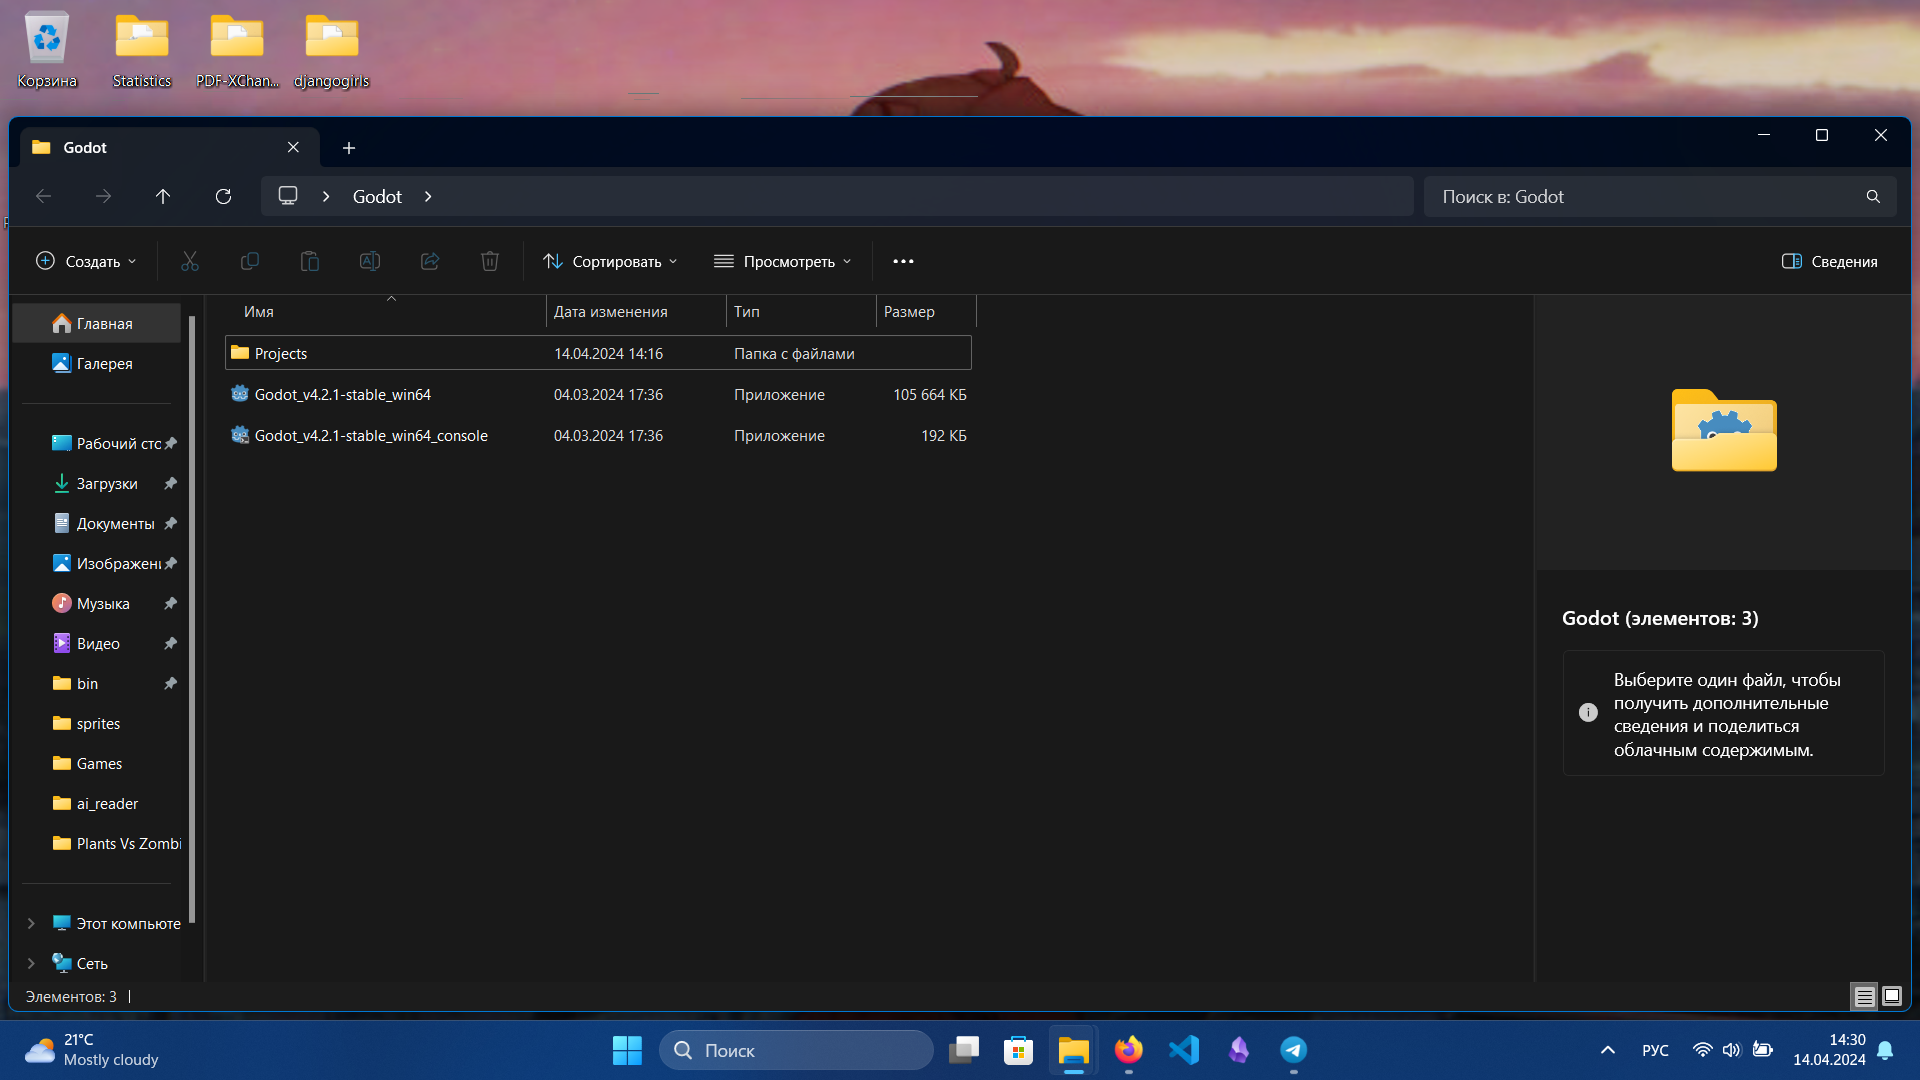 Корзина
Statistics
PDF-XChan...
djangogirls
Godot
Godot
Поиск в: Godot
Создать
Сортировать
Просмотреть
Сведения
Имя
Дата изменения
Тип
Размер
Projects
14.04.2024 14:16
Папка с файлами
Godot_v4.2.1-stable_win64
04.03.2024 17:36
Приложение
105 664 КБ
Godot_v4.2.1-stable_win64_console
04.03.2024 17:36
Приложение
192 КБ
Главная
Галерея
Рабочий сто
Загрузки
Документы
Изображени
Музыка
Видео
bin
sprites
Games
ai_reader
Plants Vs Zombi
Этот компьюте
Сеть
Godot (элементов: 3)
Выберите один файл, чтобы
получить дополнительные
сведения и поделиться
облачным содержимым.
Элементов: 3
21°C
Mostly cloudy
Поиск
РУС
14:30
14.04.2024